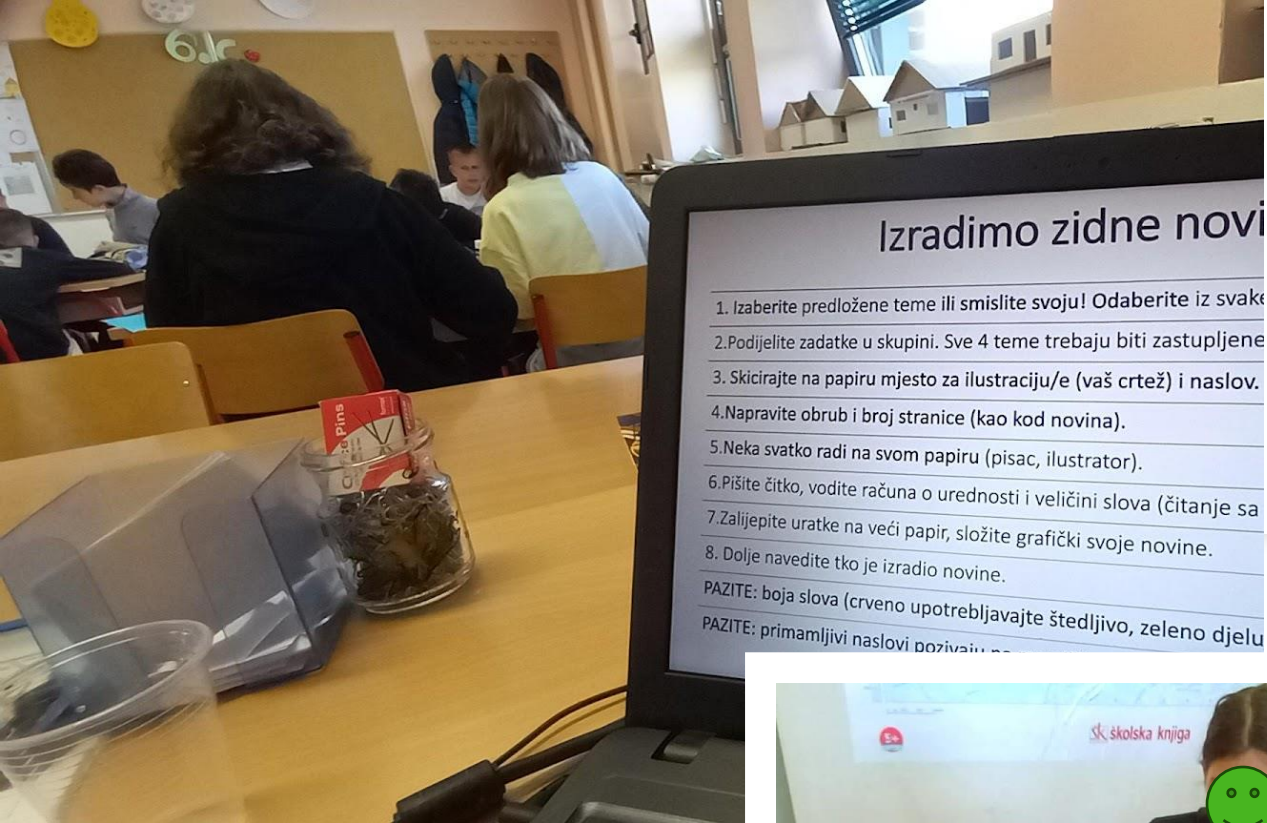 6.c
Izradimo zidne novi
1. Izaberite predložene teme ili smislite svoju! Odaberite iz svake
2.Podijelite zadatke u skupini. Sve 4 teme trebaju biti zastupljene
3. Skicirajte na papiru mjesto za ilustraciju/e (vaš crtež) i naslov.
4.Napravite obrub i broj stranice (kao kod novina).
5.Neka svatko radi na svom papiru (pisac, ilustrator).
6.Pišite čitko, vodite računa o urednosti i veličini slova (čitanje sa
7.Zalijepite uratke na veći papir, složite grafički svoje novine.
8. Dolje navedite tko je izradio novine.
PAZITE: boja slova (crveno upotrebljavajte štedljivo, zeleno djelu
PAZITE: primamljivi naslovi pozivaju
Pins
5+
sk školska knjiga